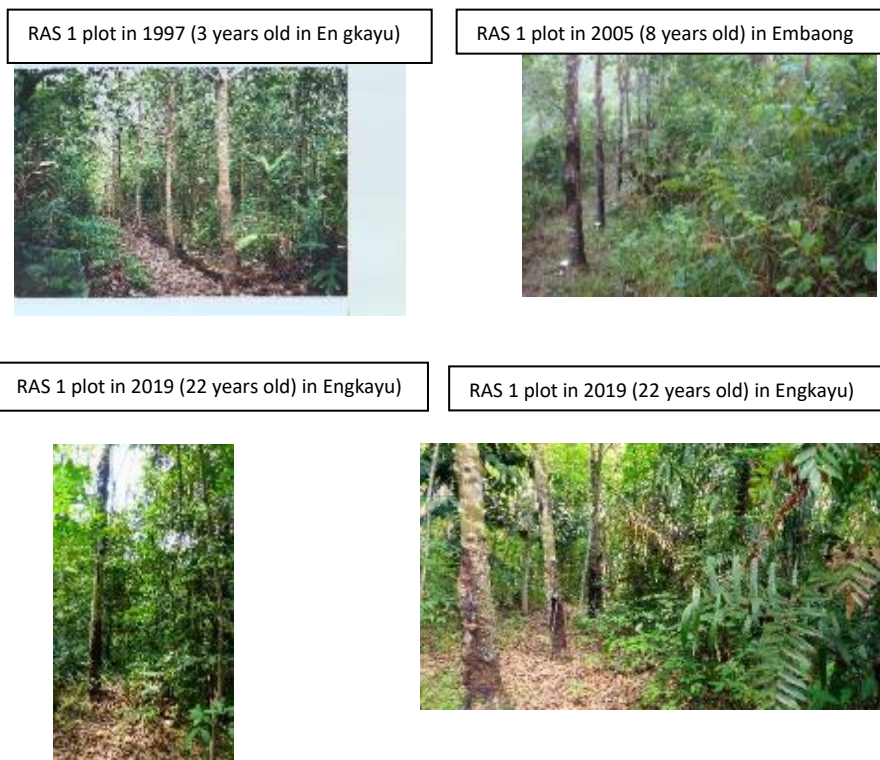 RAS 1 plot in 1997 (3 years old in En gkayu)
RAS 1 plot in 2005 (8 years old) in Embaong
RAS 1 plot in 2019 (22 years old) in Engkayu)
RAS 1 plot in 2019 (22 years old) in Engkayu)